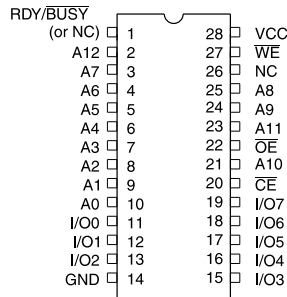 RDY/BUSY
(or NC) 1 28 VCC
A12 2 27 WE
A7 3 26 NC
A6 4 25 A8
A5 5 24 A9
A4 6 23 A11
A3 7 22 OE
A2 8 21 A10
A1 9 20 CE
A0 10 19 I/O7
I/O0 11 18 I/O6
I/O1 12 17 I/O5
I/O2 13 16 I/O4
GND 14 15 I/O3